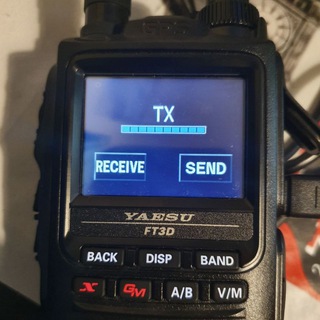 TX
RECEIVE SEND
YAESU
FT3D
BACK DISP BAND
X GM A/B V/M